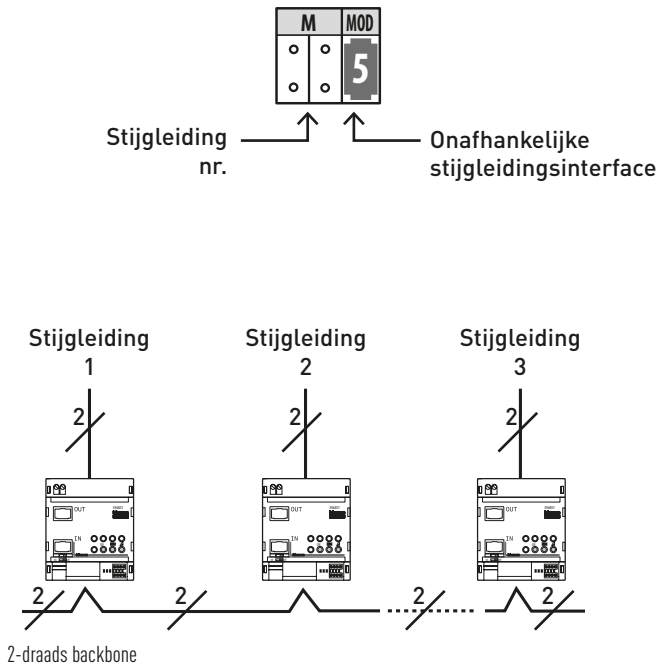 M MOD
5
Stijgleiding
nr.
Onafhankelijke
stijgleidingsinterface
Stijgleiding
1
Stijgleiding
2
Stijgleiding
3
2 2 2
OUT OUT OUT
IN IN IN
2 2 2 2
2-draads backbone